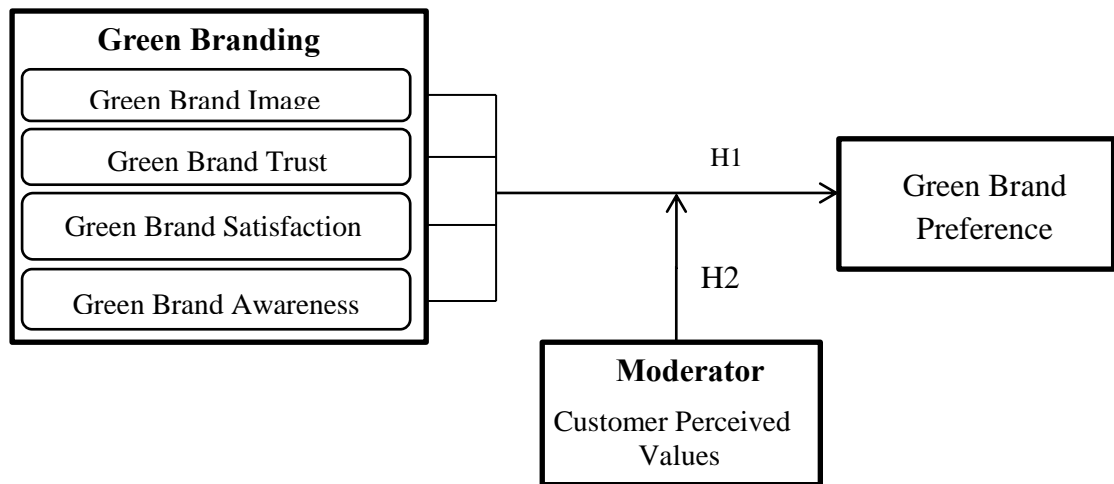 Green Branding
Green Brand Image
Green Brand Trust
Green Brand Satisfaction
Green Brand Awareness
H1
Green Brand
Preference
H2
Moderator
Customer Perceived
Values